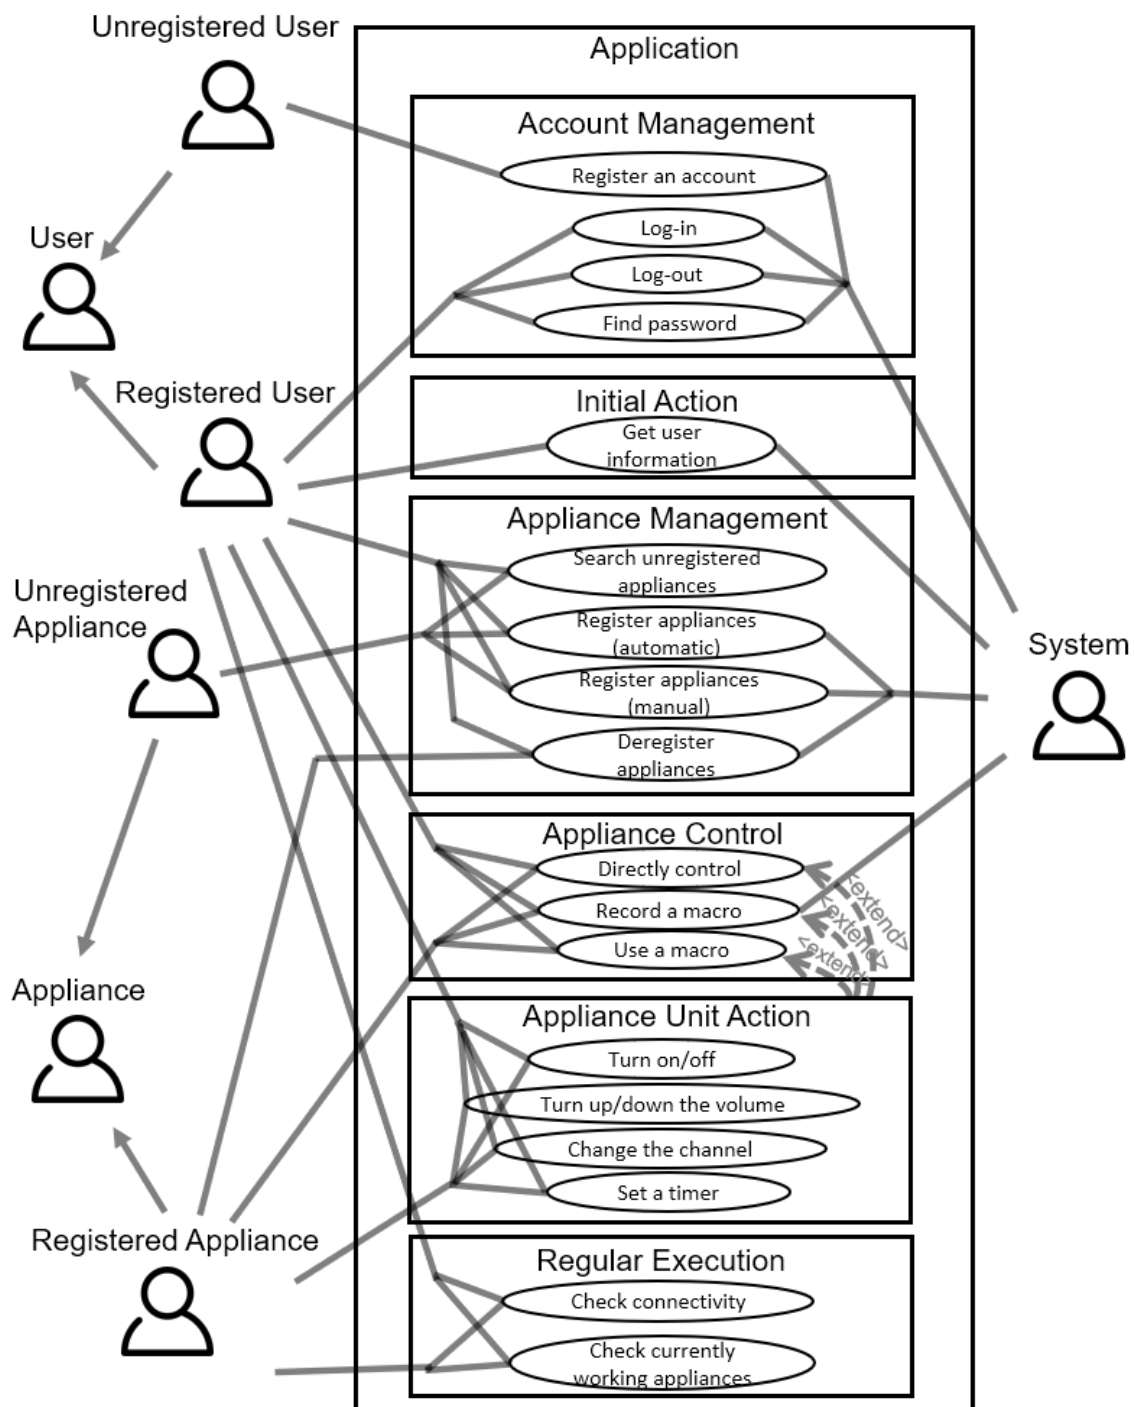 Unregistered User
Application
Account Management
Register an account
Log-in
User
Log-out
Find password
Registered User
Initial Action
Get user
information
Appliance Management
Search unregistered
appliances
Unregistered
Appliance
Register appliances
(automatic)
System
Register appliances
(manual)
Deregister
appliances
Appliance Control
Directly control
<extend>
Record a macro
<extend>
Use a macro
<extend>
Appliance
Appliance Unit Action
Turn on/off
Turn up/down the volume
Change the channel
Set a timer
Registered Appliance
Regular Execution
Check connectivity
Check currently
working appliances